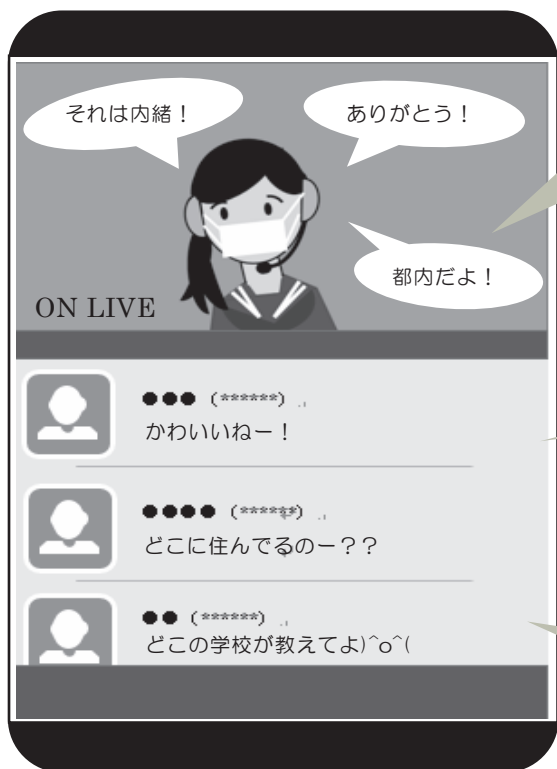 それは内緒！
ありがとう！
都内だよ！
ON LIVE
●●● (******)
かわいいねー！
●●●● (******)
どこに住んでるのー？？
●● (******)
どこの学校が教えてよ)^o^(